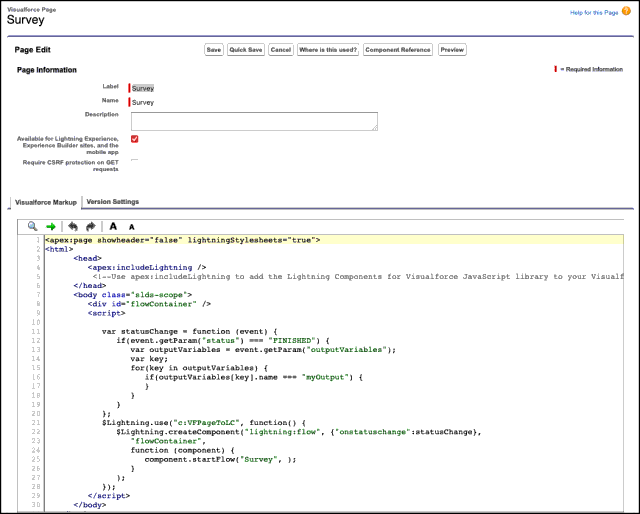 Visualforce Page
Survey
Help for this Page
Page Edit
Save Quick Save Cancel Where is this used? Component Reference Preview
Page Information
= Required Information
Label Survey
Name Survey
Description
Available for Lightning Experience,
Experience Builder sites, and the
mobile app
Require CSRF protection on GET
requests
Visualforce Markup Version Settings
A A
1 <apex:page showheader="false" lightningStylesheets="true">
2 <html>
3 <head>
4 <apex:includeLightning />
5 <!--Use apex:includeLightning to add the Lightning Components for Visualforce JavaScript library to your Visualf
6 </head>
7 <body class="slds-scope">
8 <div id="flowContainer" />
9 <script>
10
11 var statusChange = function (event) {
12 if(event.getParam("status") === "FINISHED") {
13 var outputVariables = event.getParam("outputVariables");
14 var key;
15 for(key in outputVariables) {
16 if(outputVariables[key].name === "myOutput") {
17 }
18 }
19 }
20 };
21 $Lightning.use("c:VFPageToLC", function() {
22 $Lightning.createComponent("lightning:flow", {"onstatuschange":statusChange},
23 "flowContainer",
24 function (component) {
25 component.startFlow("Survey", );
26 }
27 );
28 });
29 </script>
30 </body>